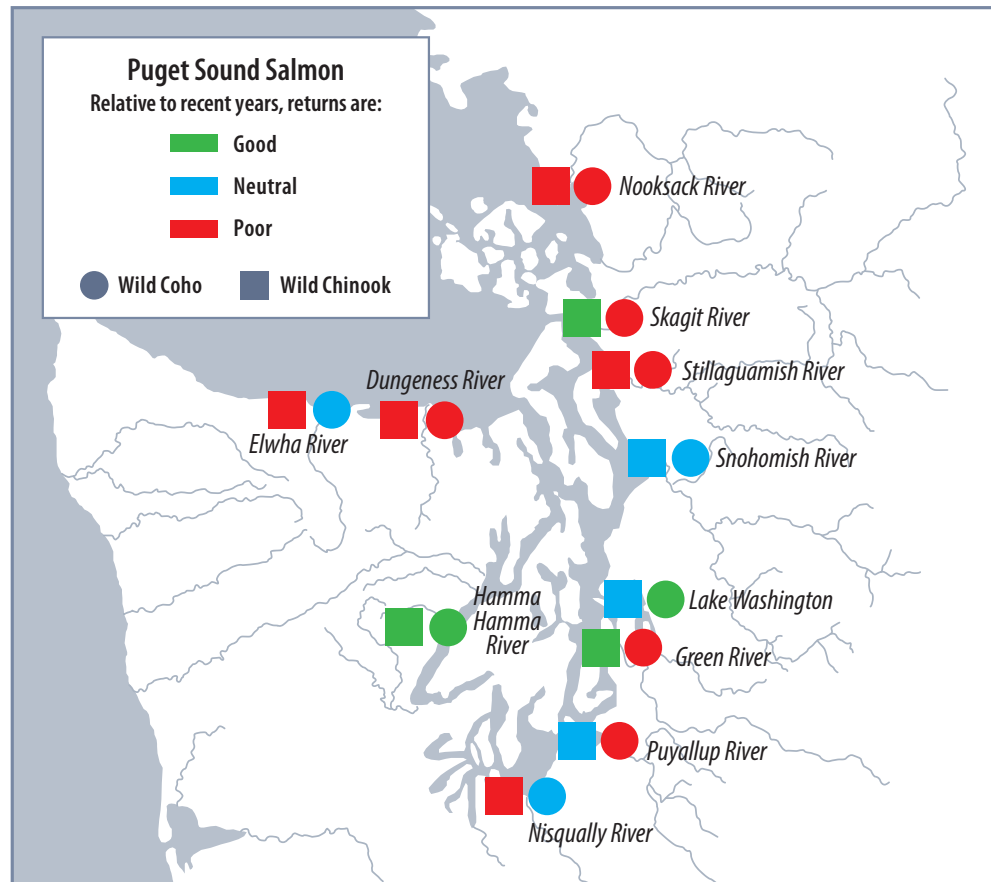 Puget Sound Salmon
Relative to recent years, returns are:
Good
Neutral
Poor
Wild Coho
Wild Chinook
Nooksack River
Skagit River
Stillaguamish River
Dungeness River
Elwha River
Snohomish River
Hamma
Hamma
River
Lake Washington
Green River
Puyallup River
Nisqually River